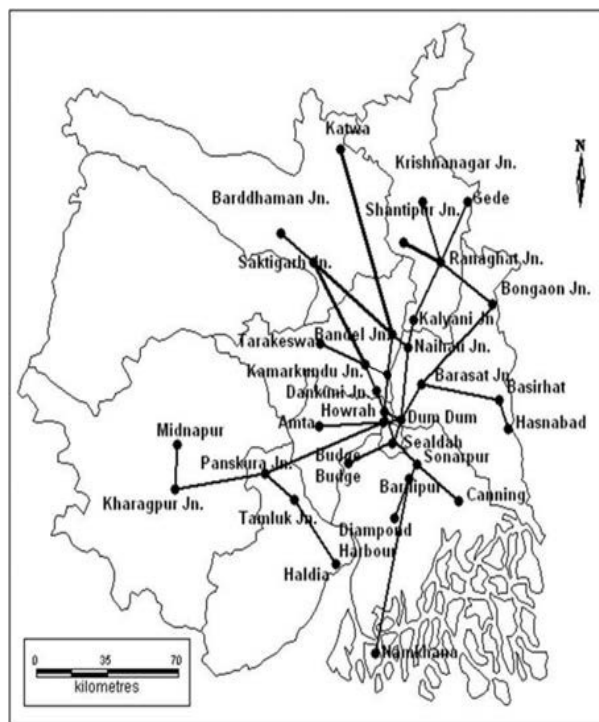 Katwa
N
Krishnanagar Jn.
Barddhaman Jn.
Shantipur Jn.
Gede
Saktigarh Jn.
Ranaghat Jn.
Bongaon Jn.
Kalyani Jn
Bandel Jn.
Tarakeswar
Naihati Jn.
Kamarkundu Jn.
Barasat Jn
Dankuni Jn.
Basirhat
Howrah
Dum Dum
Amta
Hasnabad
Midnapur
Sealdah
Budge
Budge
Sonarpur
Panskura Jn.
Baruipur
Kharagpur Jn.
Canning
Tamluk Jn.
Diampond
Harbour
Haldia
Namkhana
0 35 70
kilometres